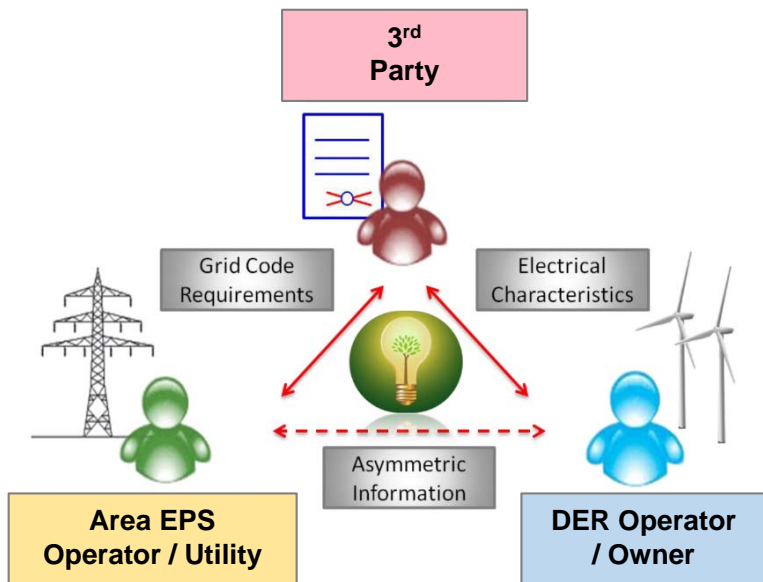 3rd
Party
Grid Code
Requirements
Electrical
Characteristics
Asymmetric
Information
Area EPS
Operator / Utility
DER Operator
/ Owner